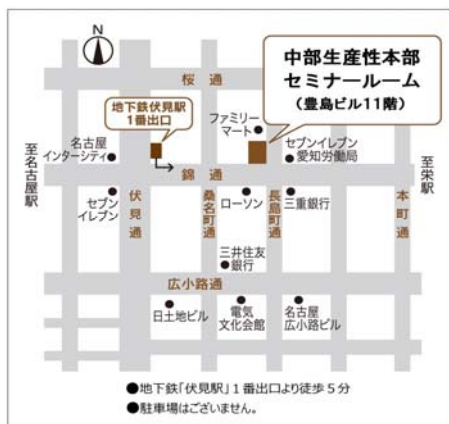 N
中部生産性本部
セミナールーム
(豊島ビル11階)
桜通
地下鉄伏見駅
1番出口
ファミリー
マート
名古屋
インターシティ
セブンイレブン
愛知労働局
至名古屋駅
至栄駅
錦通
セブン
イレブン
伏見通
桑名町通
ローソン
長島町通
三重銀行
本町通
三井住友
銀行
広小路通
日土地ビル
電気
文化会館
名古屋
広小路ビル
●地下鉄「伏見駅」1番出口より徒歩5分
●駐車場はございません。